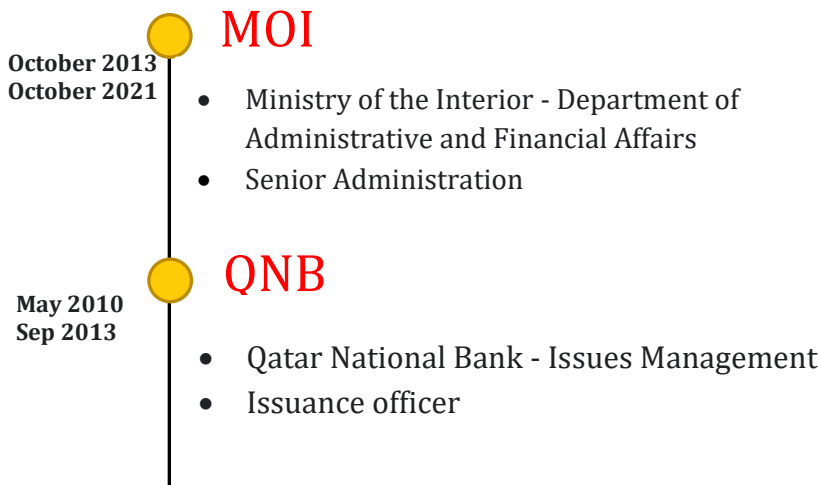 MOI
October 2013
October 2021
• Ministry of the Interior - Department of
Administrative and Financial Affairs
• Senior Administration
QNB
May 2010
Sep 2013
• Qatar National Bank - Issues Management
• Issuance officer